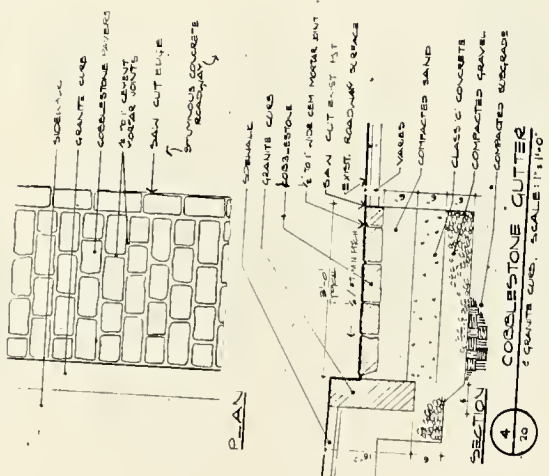 SIDEWALK
GRANITE CURB
COBBLESTONE PAVERS
½ TO 1" CEMENT
MORTAR JOINTS
SAW CUT EDGE
BITUMINOUS CONCRETE
ROADWAY
PLAN
SIDEWALK
GRANITE CURB
COBBLESTONE
½ TO 1" WIDE CEM MORTAR JOINT
SAW CUT EXIST
EXIST. ROADWAY SURFACE
VARIES
COMPACTED SAND
CLASS 'C' CONCRETE
COMPACTED GRAVEL
COMPACTED SUBGRADE
SECTION
4
20
COBBLESTONE GUTTER
& GRANITE CURB. SCALE: 1"=1'-0"